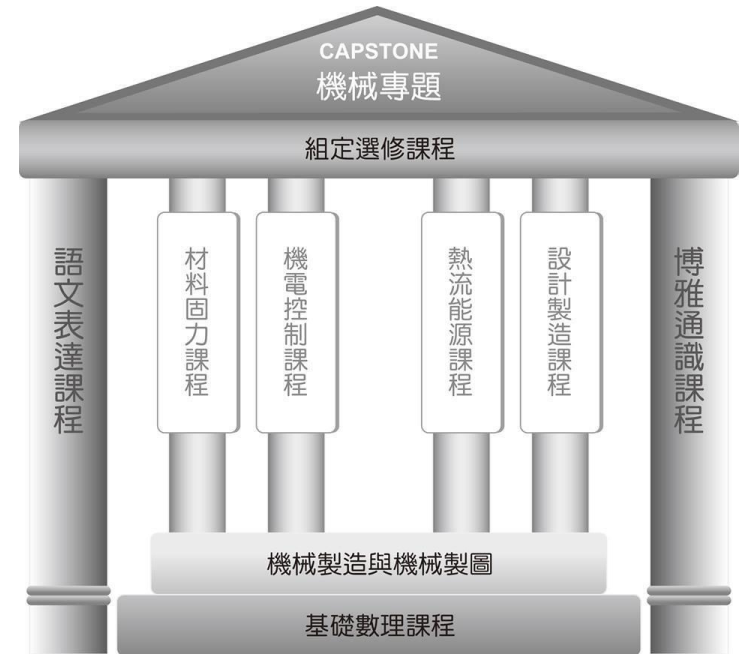 CAPSTONE
機械專題
組定選修課程
語文表達課程
材料固力課程
機電控制課程
熱流能源課程
設計製造課程
博雅通識課程
機械製造與機械製圖
基礎數理課程